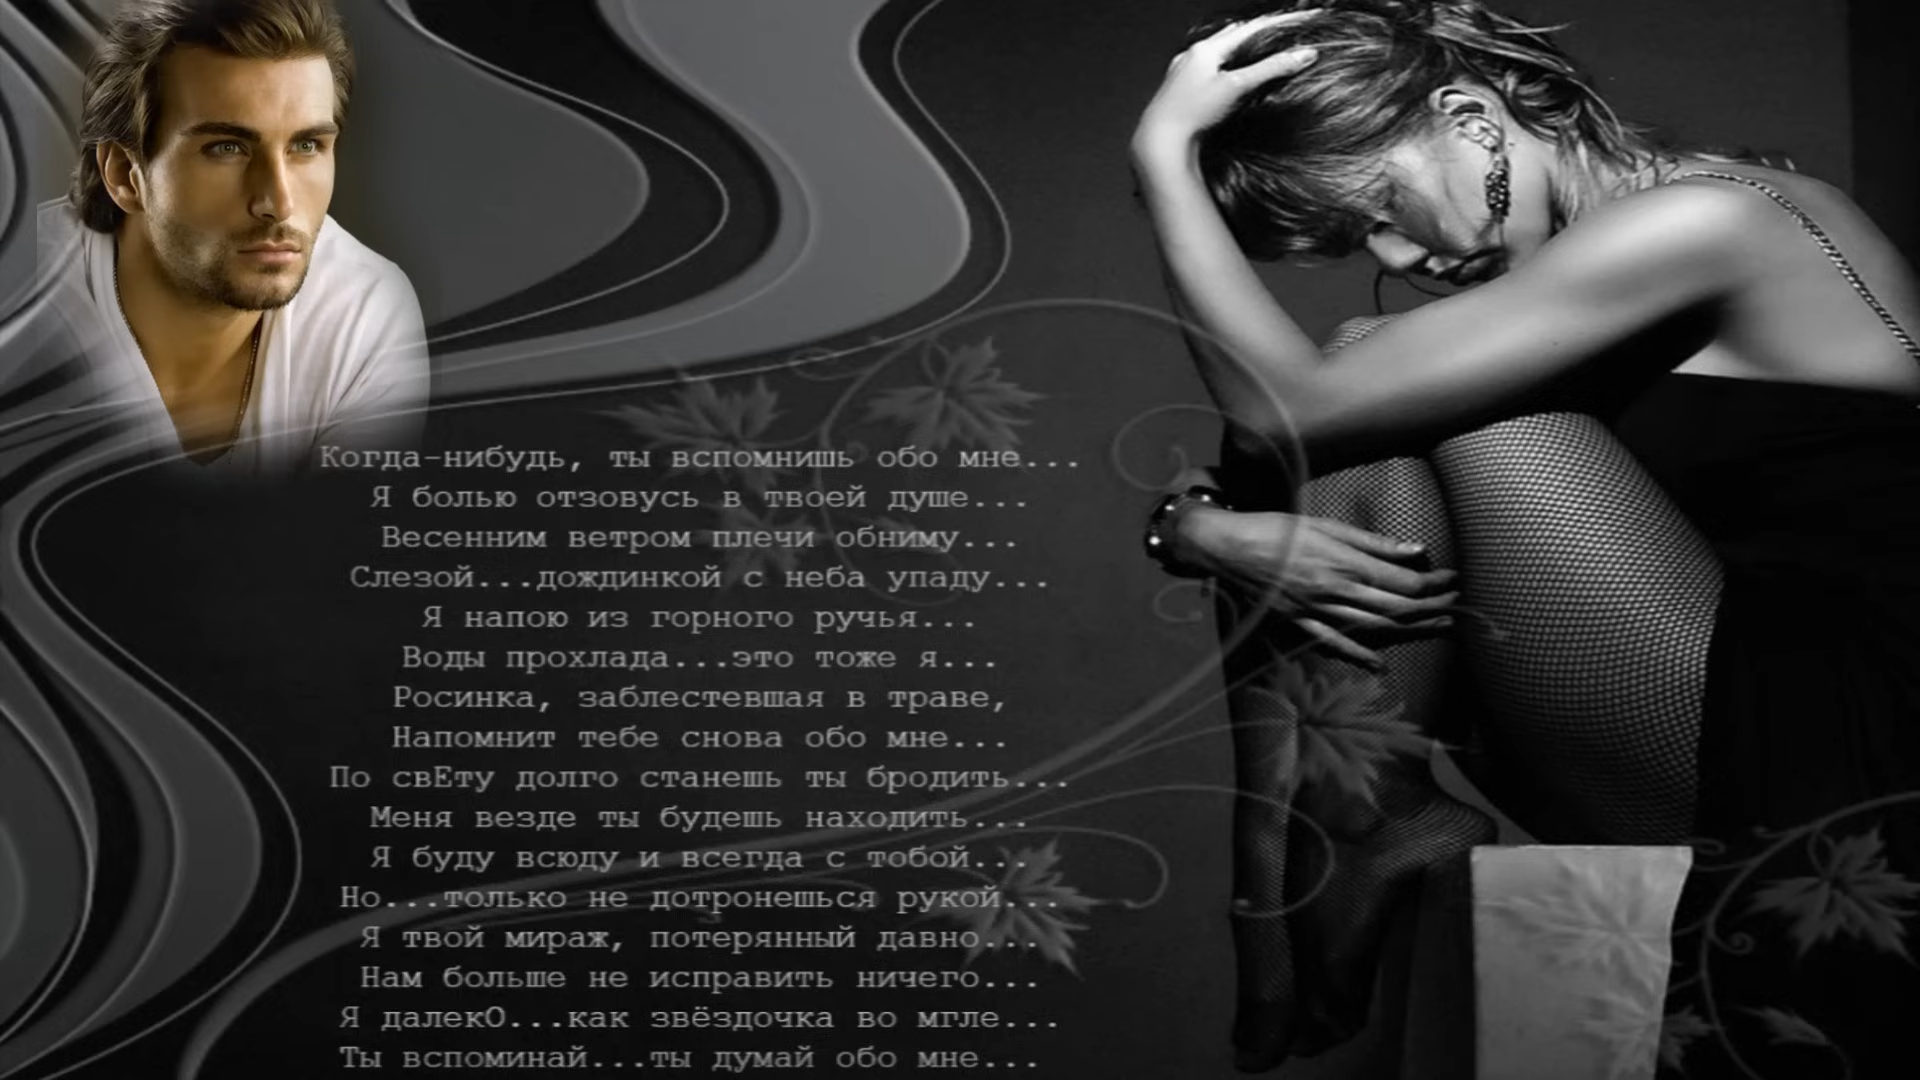 Когда-нибудь, ты вспомнишь обо мне...
Я болью отзовусь в твоей душе...
Весенним ветром плечи обниму...
Слезой...дождинкой с неба упаду...
Я напою из горного ручья...
Воды прохлада...это тоже я...
Росинка, заблестевшая в траве,
Напомнит тебе снова обо мне...
По свЕту долго станешь ты бродить...
Меня везде ты будешь находить...
Я буду всюду и всегда с тобой...
Но...только не дотронешься рукой...
Я твой мираж, потерянный давно...
Нам больше не исправить ничего...
Я далекО...как звёздочка во мгле...
Ты вспоминай...ты думай обо мне...